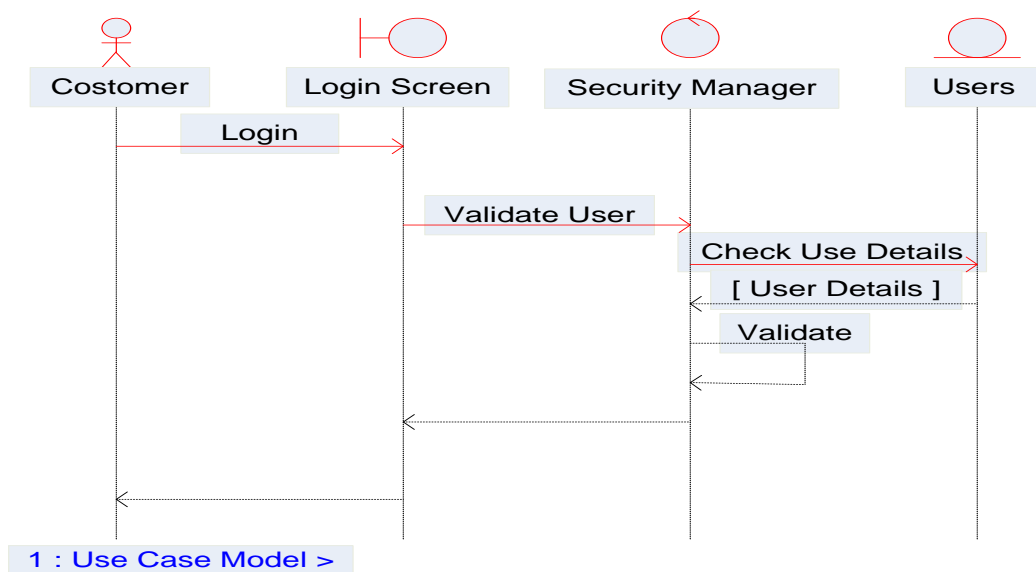 Costomer
Login Screen
Security Manager
Users
Login
Validate User
Check Use Details
[ User Details ]
Validate
1 : Use Case Model >